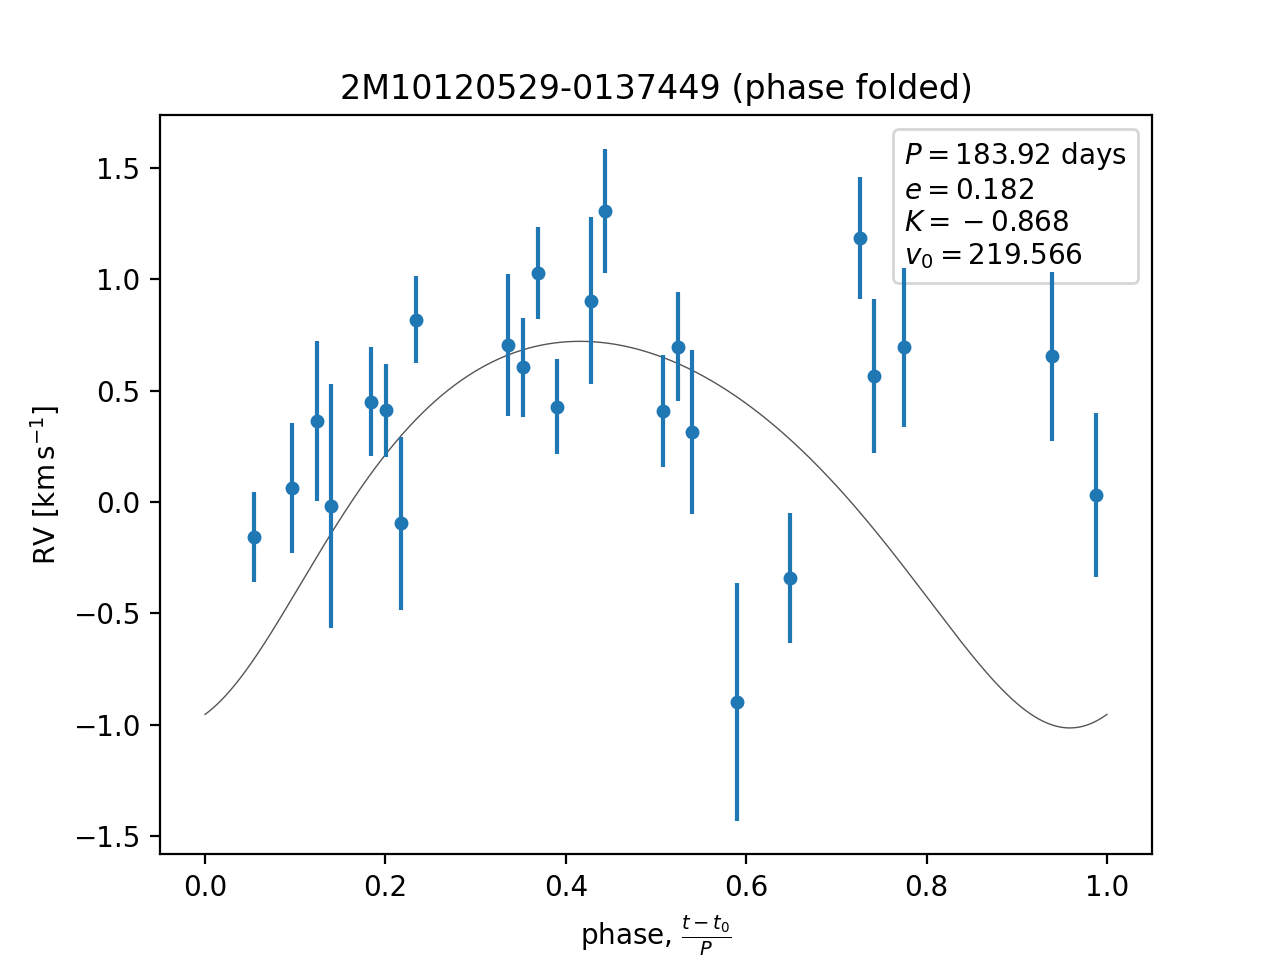 2M10120529-0137449 (phase folded)
P = 183.92 days
e = 0.182
K = −0.868
v₀ = 219.566
1.5
1.0
0.5
0.0
−0.5
−1.0
−1.5
RV [km s⁻¹]
0.0 0.2 0.4 0.6 0.8 1.0
phase, (t − t₀)/P